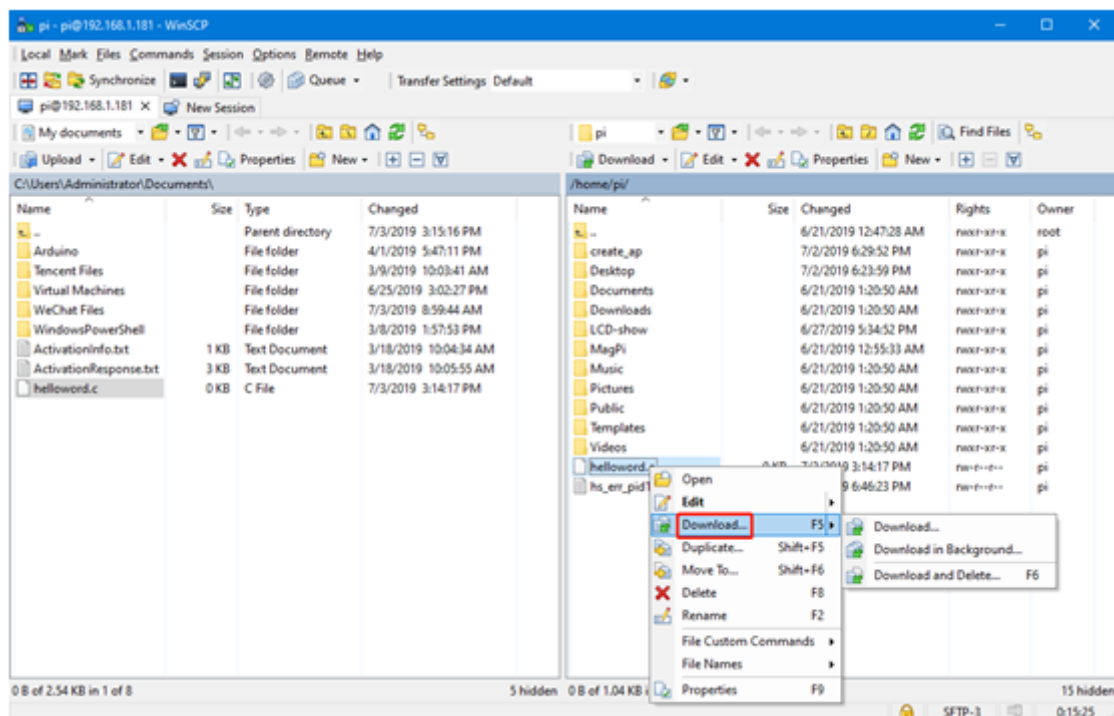 pi - pi@192.168.1.181 - WinSCP
Local Mark Files Commands Session Options Remote Help
Synchronize Queue Transfer Settings Default
pi@192.168.1.181 × New Session
My documents
pi Find Files
Upload Edit Properties New
Download Edit Properties New
C:\Users\Administrator\Documents\
Name Size Type Changed
.. Parent directory 7/3/2019 3:15:16 PM
Arduino File folder 4/1/2019 5:47:11 PM
Tencent Files File folder 3/9/2019 10:03:41 AM
Virtual Machines File folder 6/25/2019 3:02:27 PM
WeChat Files File folder 7/3/2019 8:59:44 AM
WindowsPowerShell File folder 3/8/2019 1:57:53 PM
ActivationInfo.txt 1 KB Text Document 3/18/2019 10:04:34 AM
ActivationResponse.txt 3 KB Text Document 3/18/2019 10:05:55 AM
helloword.c 0 KB C File 7/3/2019 3:14:17 PM
0 B of 2.54 KB in 1 of 8 5 hidden
/home/pi/
Name Size Changed Rights Owner
.. 6/21/2019 12:47:28 AM rwxr-xr-x root
create_ap 7/2/2019 6:29:52 PM rwxr-xr-x pi
Desktop 7/2/2019 6:23:59 PM rwxr-xr-x pi
Documents 6/21/2019 1:20:50 AM rwxr-xr-x pi
Downloads 6/21/2019 1:20:50 AM rwxr-xr-x pi
LCD-show 6/27/2019 5:34:52 PM rwxr-xr-x pi
MagPi 6/21/2019 12:55:33 AM rwxr-xr-x pi
Music 6/21/2019 1:20:50 AM rwxr-xr-x pi
Pictures 6/21/2019 1:20:50 AM rwxr-xr-x pi
Public 6/21/2019 1:20:50 AM rwxr-xr-x pi
Templates 6/21/2019 1:20:50 AM rwxr-xr-x pi
Videos 6/21/2019 1:20:50 AM rwxr-xr-x pi
helloword. 0 KB 7/3/2019 3:14:17 PM rw-r--r-- pi
hs_err_pid1 9 6:46:23 PM rw-r--r-- pi
Open
Edit
Download... F5
Duplicate... Shift+F5
Move To... Shift+F6
Delete F8
Rename F2
File Custom Commands
File Names
Properties F9
Download...
Download in Background...
Download and Delete... F6
0 B of 1.04 KB 15 hidden
SFTP-3 0:15:25